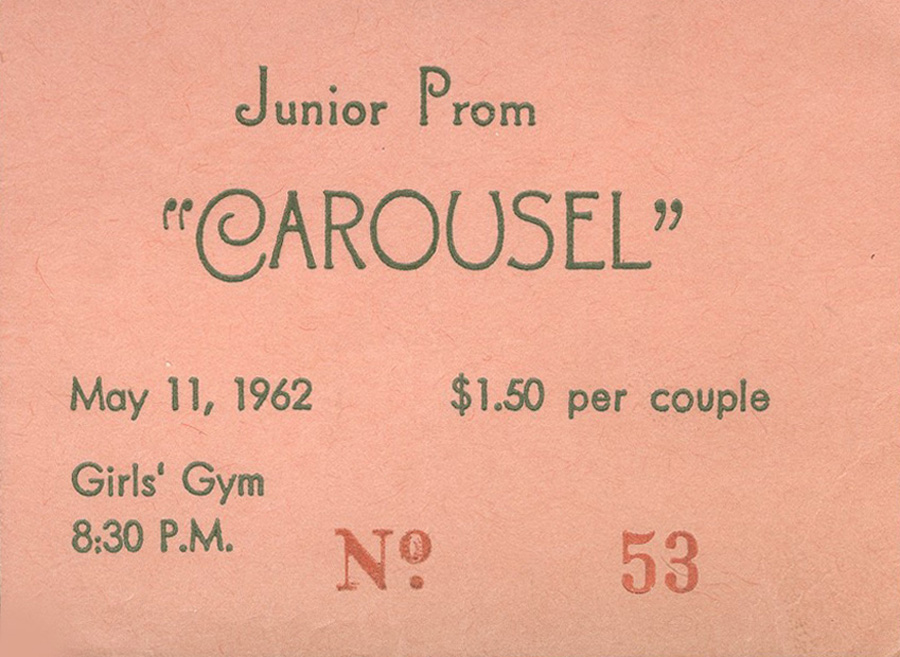 Junior Prom
“CAROUSEL”
May 11, 1962 $1.50 per couple
Girls‘ Gym
8:30 P.M.
Nº 53